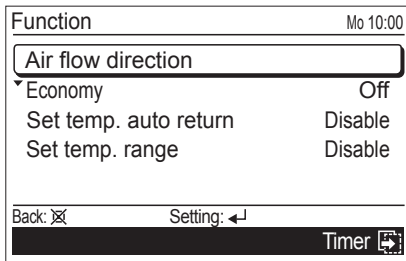 Function Mo 10:00
Air flow direction
Economy Off
Set temp. auto return Disable
Set temp. range Disable
Back: Setting:
Timer